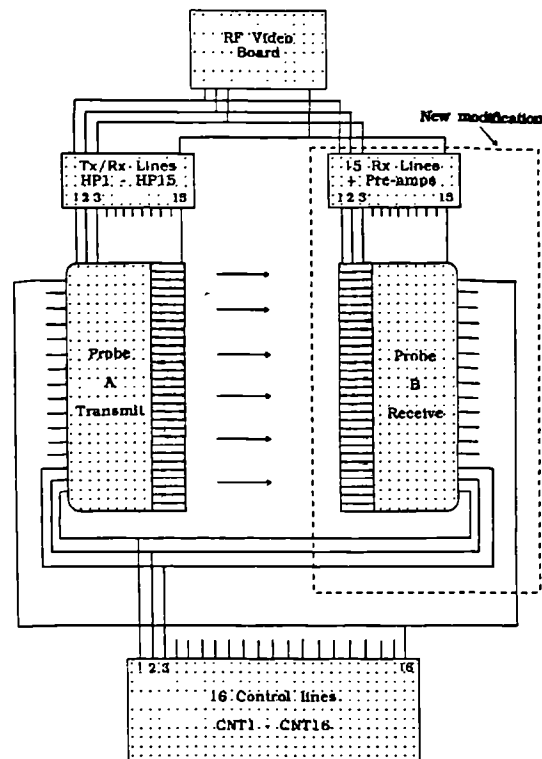 RF Video
Board
New modification
Tx/Rx Lines
HP1 - HP15
1 2 3 15
15 Rx Lines
+ Pre-amps
1 2 3 15
Probe
A
Transmit
Probe
B
Receive
1 2 3 16
16 Control lines
CNT1 - CNT16